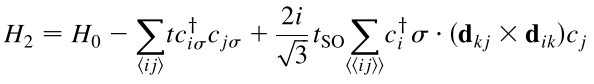 $H_2 = H_0 - \sum_{\langle ij \rangle} t c_{i\sigma}^{\dagger} c_{j\sigma} + \frac{2i}{\sqrt{3}} t_{\mathrm{SO}} \sum_{\langle\langle ij \rangle\rangle} c_i^{\dagger} \sigma \cdot (\mathbf{d}_{kj} \times \mathbf{d}_{ik}) c_j$